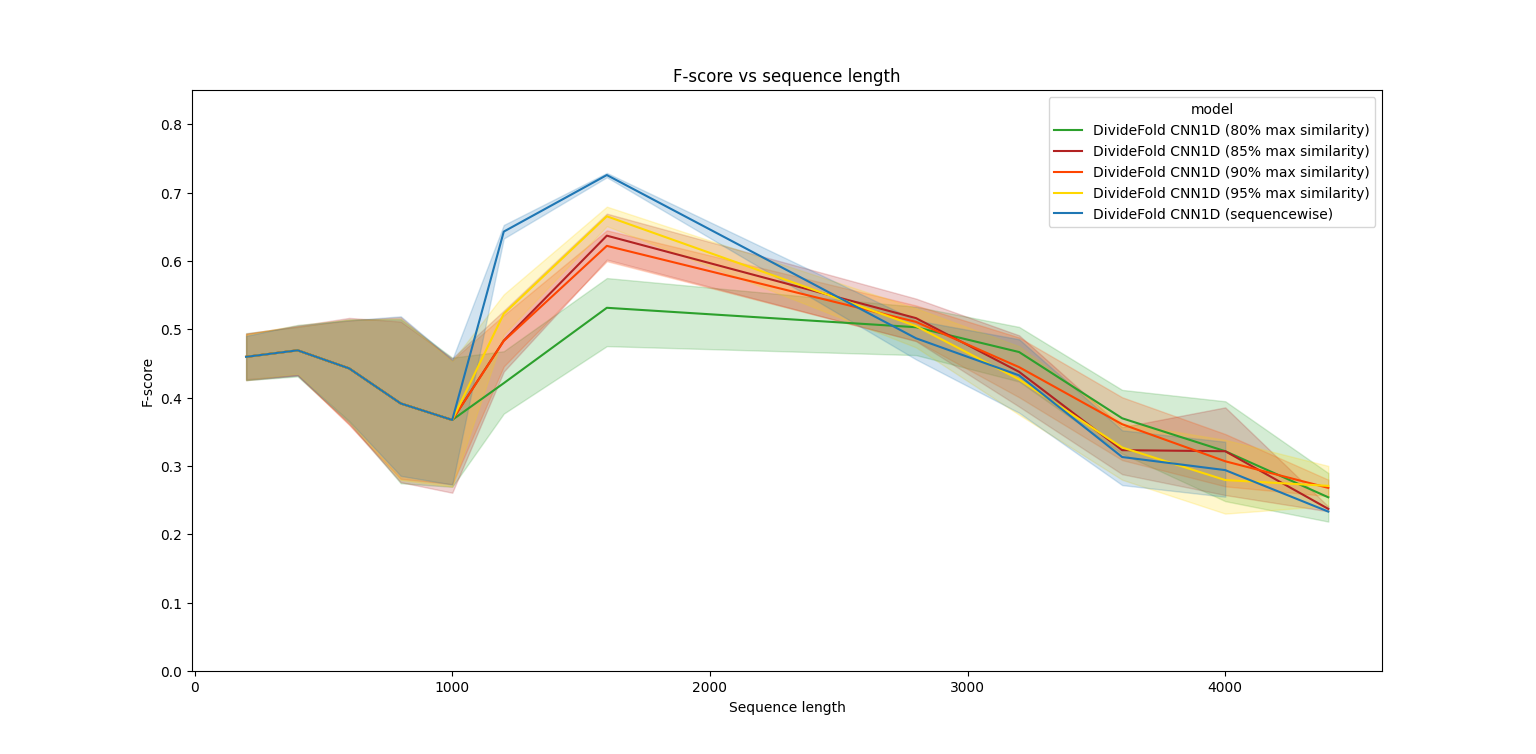 F-score vs sequence length
model
DivideFold CNN1D (80% max similarity)
DivideFold CNN1D (85% max similarity)
DivideFold CNN1D (90% max similarity)
DivideFold CNN1D (95% max similarity)
DivideFold CNN1D (sequencewise)
F-score
0.8
0.7
0.6
0.5
0.4
0.3
0.2
0.1
0.0
0 1000 2000 3000 4000
Sequence length